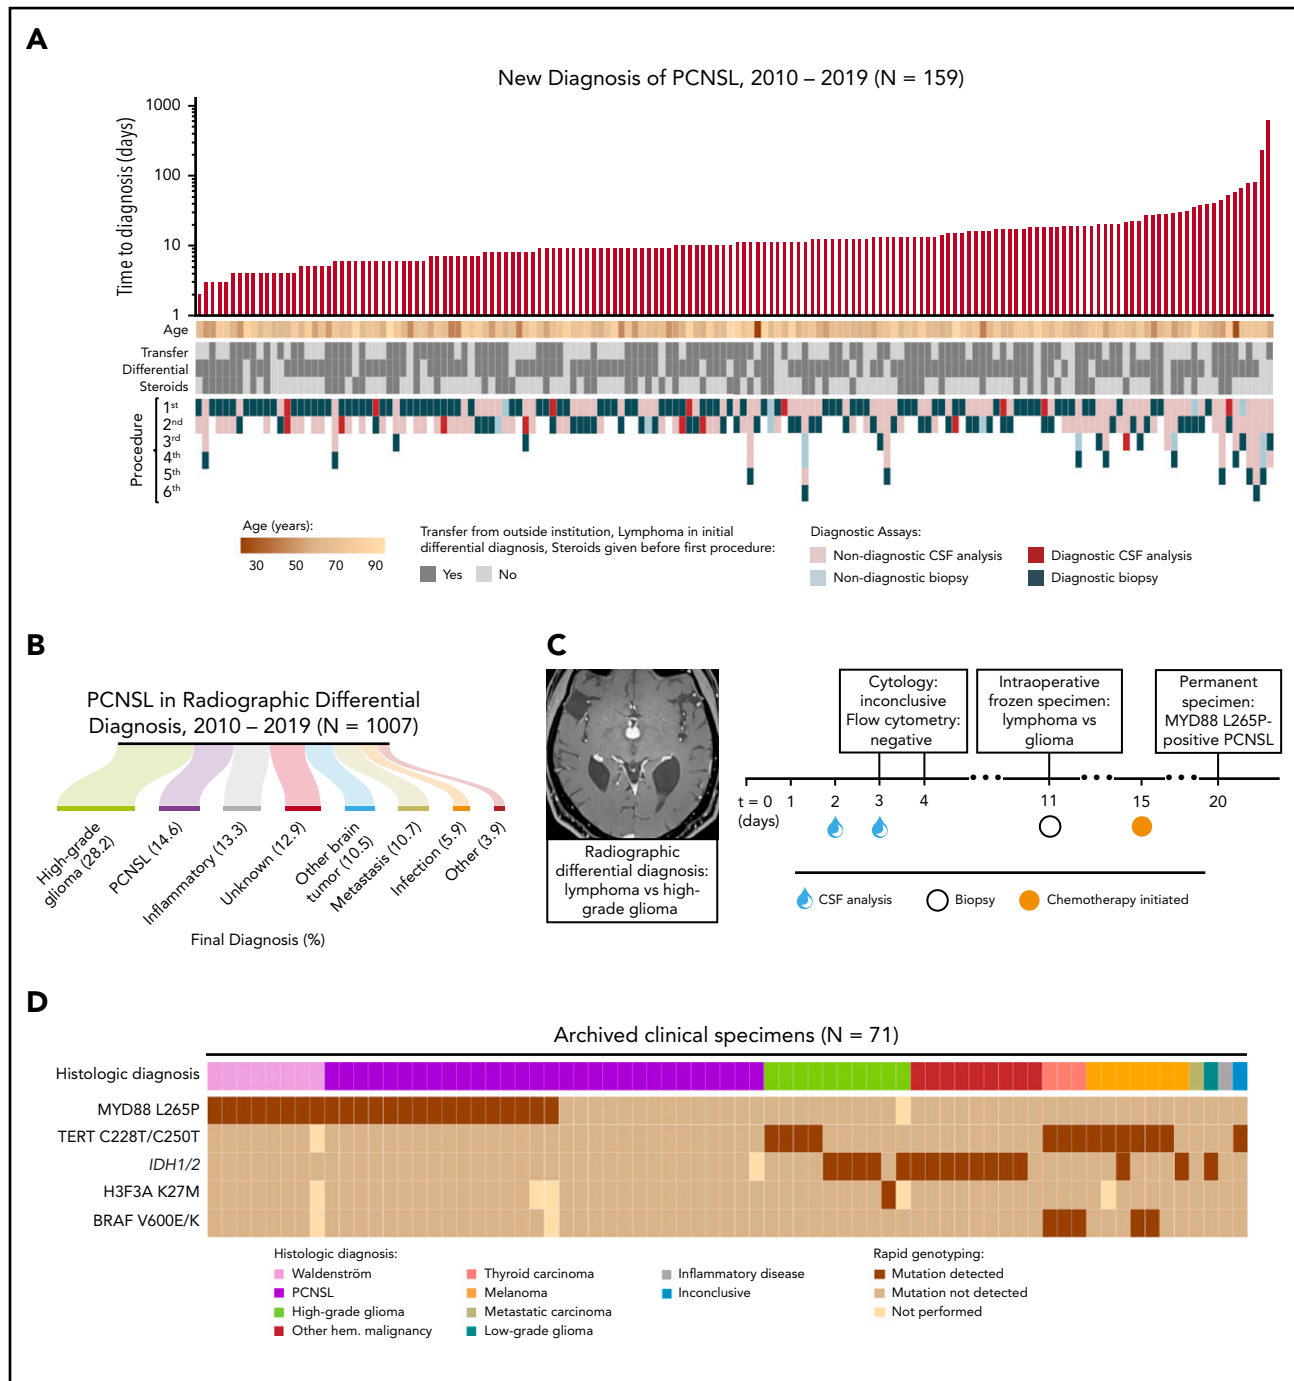 A
New Diagnosis of PCNSL, 2010 – 2019 (N = 159)
Time to diagnosis (days)
1000
100
10
1
Age
Transfer
Differential
Steroids
Procedure
1st
2nd
3rd
4th
5th
6th
Age (years):
30 50 70 90
Transfer from outside institution, Lymphoma in initial
differential diagnosis, Steroids given before first procedure:
Yes No
Diagnostic Assays:
Non-diagnostic CSF analysis
Diagnostic CSF analysis
Non-diagnostic biopsy
Diagnostic biopsy
B
PCNSL in Radiographic Differential
Diagnosis, 2010 – 2019 (N = 1007)
High-grade
glioma (28.2)
PCNSL (14.6)
Inflammatory (13.3)
Unknown (12.9)
Other brain
tumor (10.5)
Metastasis (10.7)
Infection (5.9)
Other (3.9)
Final Diagnosis (%)
C
Radiographic
differential diagnosis:
lymphoma vs high-
grade glioma
Cytology:
inconclusive
Flow cytometry:
negative
Intraoperative
frozen specimen:
lymphoma vs
glioma
Permanent
specimen:
MYD88 L265P-
positive PCNSL
t = 0 1 2 3 4 11 15 20
(days)
CSF analysis
Biopsy
Chemotherapy initiated
D
Archived clinical specimens (N = 71)
Histologic diagnosis
MYD88 L265P
TERT C228T/C250T
IDH1/2
H3F3A K27M
BRAF V600E/K
Histologic diagnosis:
Waldenström
PCNSL
High-grade glioma
Other hem. malignancy
Thyroid carcinoma
Melanoma
Metastatic carcinoma
Low-grade glioma
Inflammatory disease
Inconclusive
Rapid genotyping:
Mutation detected
Mutation not detected
Not performed